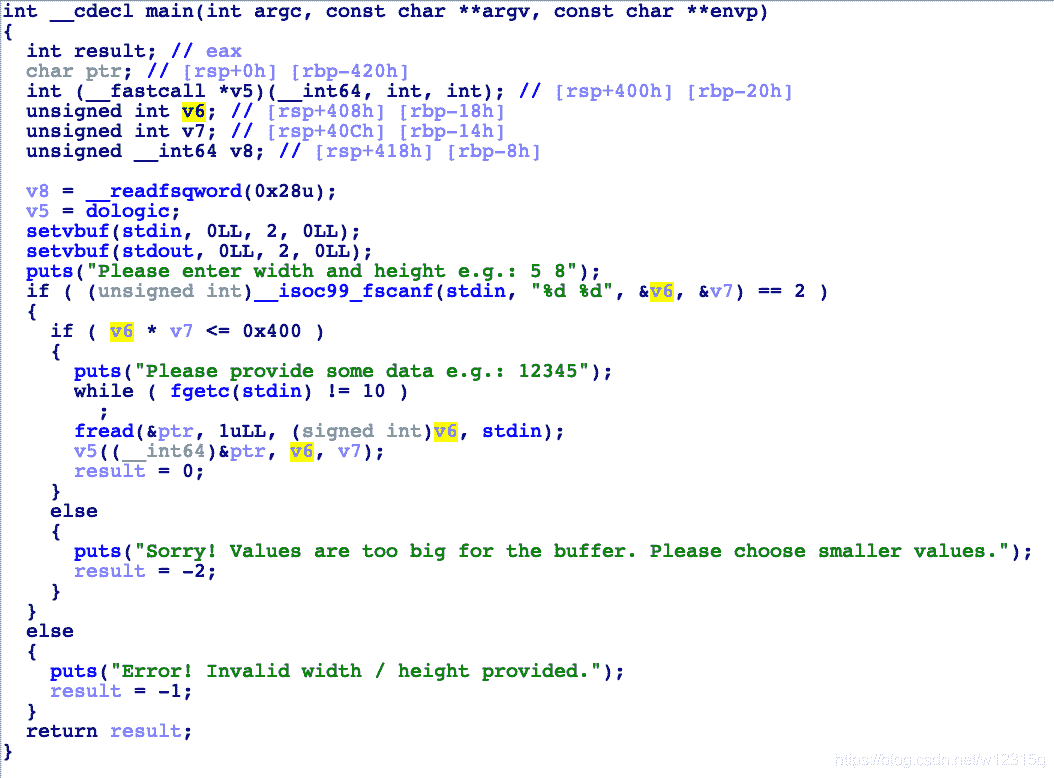 int __cdecl main(int argc, const char **argv, const char **envp)
{
  int result; // eax
  char ptr; // [rsp+0h] [rbp-420h]
  int (__fastcall *v5)(__int64, int, int); // [rsp+400h] [rbp-20h]
  unsigned int v6; // [rsp+408h] [rbp-18h]
  unsigned int v7; // [rsp+40Ch] [rbp-14h]
  unsigned __int64 v8; // [rsp+418h] [rbp-8h]

  v8 = __readfsqword(0x28u);
  v5 = dologic;
  setvbuf(stdin, 0LL, 2, 0LL);
  setvbuf(stdout, 0LL, 2, 0LL);
  puts("Please enter width and height e.g.: 5 8");
  if ( (unsigned int)__isoc99_fscanf(stdin, "%d %d", &v6, &v7) == 2 )
  {
    if ( v6 * v7 <= 0x400 )
    {
      puts("Please provide some data e.g.: 12345");
      while ( fgetc(stdin) != 10 )
        ;
      fread(&ptr, 1uLL, (signed int)v6, stdin);
      v5((__int64)&ptr, v6, v7);
      result = 0;
    }
    else
    {
      puts("Sorry! Values are too big for the buffer. Please choose smaller values.");
      result = -2;
    }
  }
  else
  {
    puts("Error! Invalid width / height provided.");
    result = -1;
  }
  return result;
}
https://blog.csdn.net/w12315q